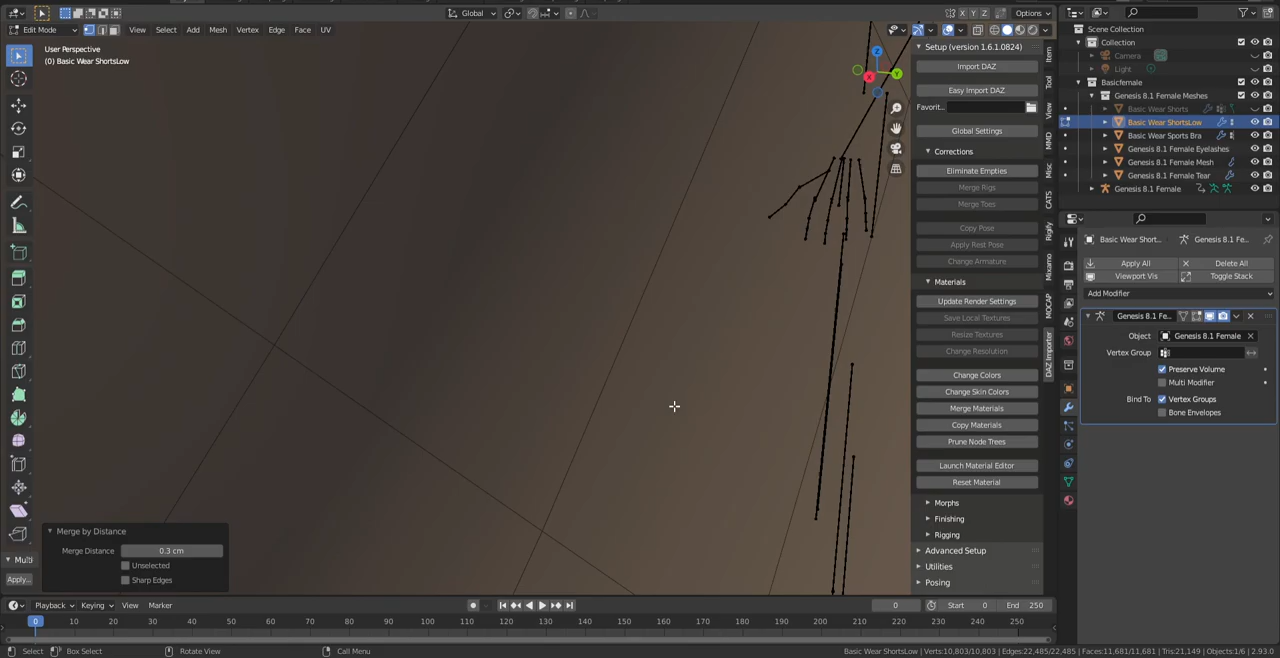 Global
X Y Z
Options
Edit Mode
View Select Add Mesh Vertex Edge Face UV
User Perspective
(0) Basic Wear ShortsLow
Z
X
Y
Setup (version 1.6.1.0824)
Import DAZ
Easy Import DAZ
Favorit..
Global Settings
Corrections
Eliminate Empties
Merge Rigs
Merge Toes
Copy Pose
Apply Rest Pose
Change Armature
Materials
Update Render Settings
Save Local Textures
Resize Textures
Change Resolution
Change Colors
Change Skin Colors
Merge Materials
Copy Materials
Prune Node Trees
Launch Material Editor
Reset Material
Morphs
Finishing
Rigging
Advanced Setup
Utilities
Posing
Item
Tool
View
MMD
Misc
CATS
Rigify
Mixamo
MOCAP
DAZ Importer
Scene Collection
Collection
Camera
Light
Basicfemale
Genesis 8.1 Female Meshes
Basic Wear Shorts
Basic Wear ShortsLow
Basic Wear Sports Bra
Genesis 8.1 Female Eyelashes
Genesis 8.1 Female Mesh
Genesis 8.1 Female Tear
Genesis 8.1 Female
Basic Wear Short... Genesis 8.1 Fe...
Apply All Delete All
Viewport Vis Toggle Stack
Add Modifier
Genesis 8.1 Fe...
Object Genesis 8.1 Female
Vertex Group
Preserve Volume
Multi Modifier
Bind To Vertex Groups
Bone Envelopes
Merge by Distance
Merge Distance 0.3 cm
Unselected
Sharp Edges
Multi
Apply...
Playback Keying View Marker
0 Start 0 End 250
0 10 20 30 40 50 60 70 80 90 100 110 120 130 140 150 160 170 180 190 200 210 220 230 240 250
Select Box Select Rotate View Call Menu
Basic Wear ShortsLow | Verts:10,803/10,803 | Edges:22,485/22,485 | Faces:11,681/11,681 | Tris:21,149 | Objects:1/6 | 2.93.0